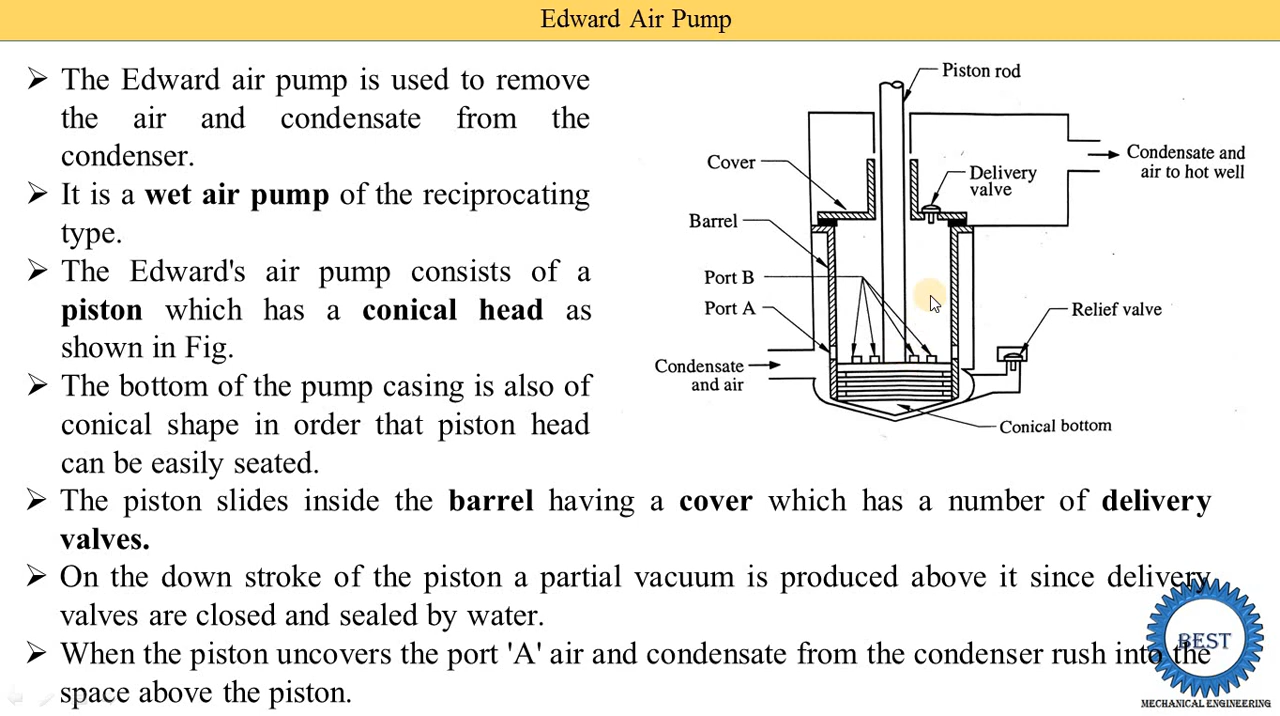 Edward Air Pump
➢ The Edward air pump is used to remove
the air and condensate from the
condenser.
➢ It is a wet air pump of the reciprocating
type.
➢ The Edward's air pump consists of a
piston which has a conical head as
shown in Fig.
➢ The bottom of the pump casing is also of
conical shape in order that piston head
can be easily seated.
➢ The piston slides inside the barrel having a cover which has a number of delivery
valves.
➢ On the down stroke of the piston a partial vacuum is produced above it since delivery
valves are closed and sealed by water.
➢ When the piston uncovers the port 'A' air and condensate from the condenser rush into the
space above the piston.
Piston rod
Cover
Delivery
valve
Condensate and
air to hot well
Barrel
Port B
Port A
Relief valve
Condensate
and air
Conical bottom
BEST
MECHANICAL ENGINEERING